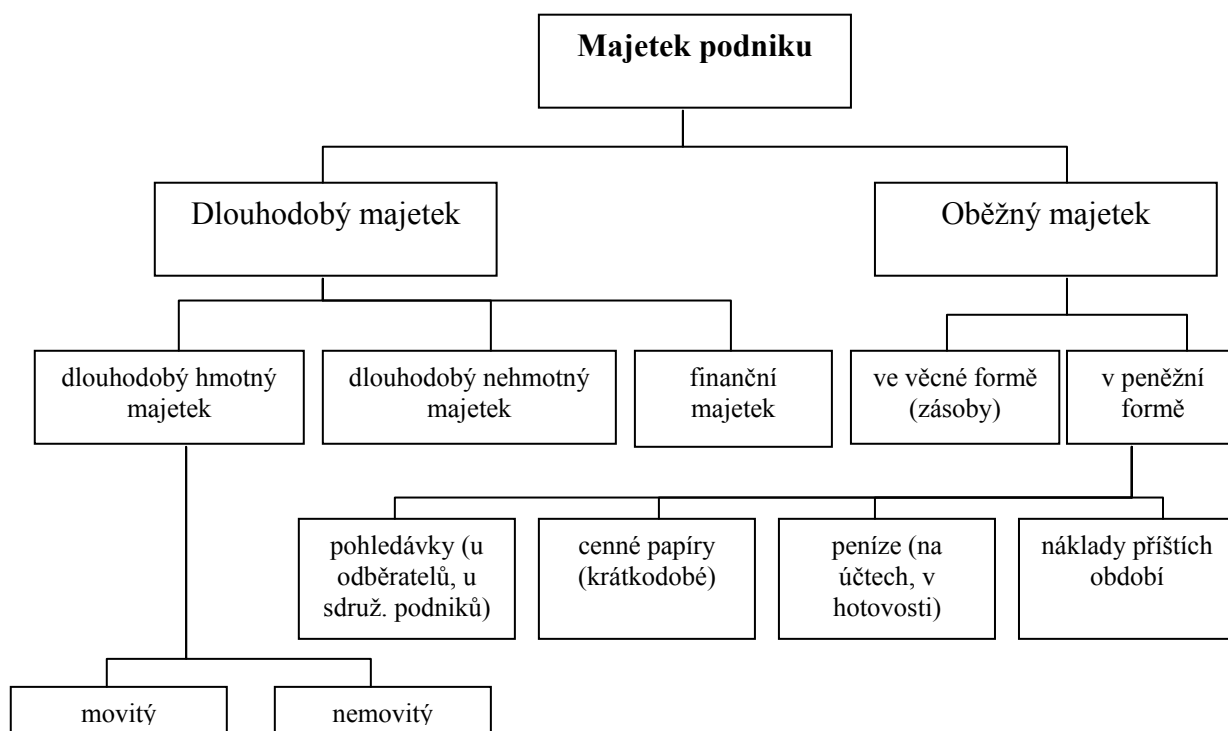 Majetek podniku
Dlouhodobý majetek
Oběžný majetek
dlouhodobý hmotný
majetek
dlouhodobý nehmotný
majetek
finanční
majetek
ve věcné formě
(zásoby)
v peněžní
formě
pohledávky (u
odběratelů, u
sdruž. podniků)
cenné papíry
(krátkodobé)
peníze (na
účtech, v
hotovosti)
náklady příštích
období
movitý
nemovitý